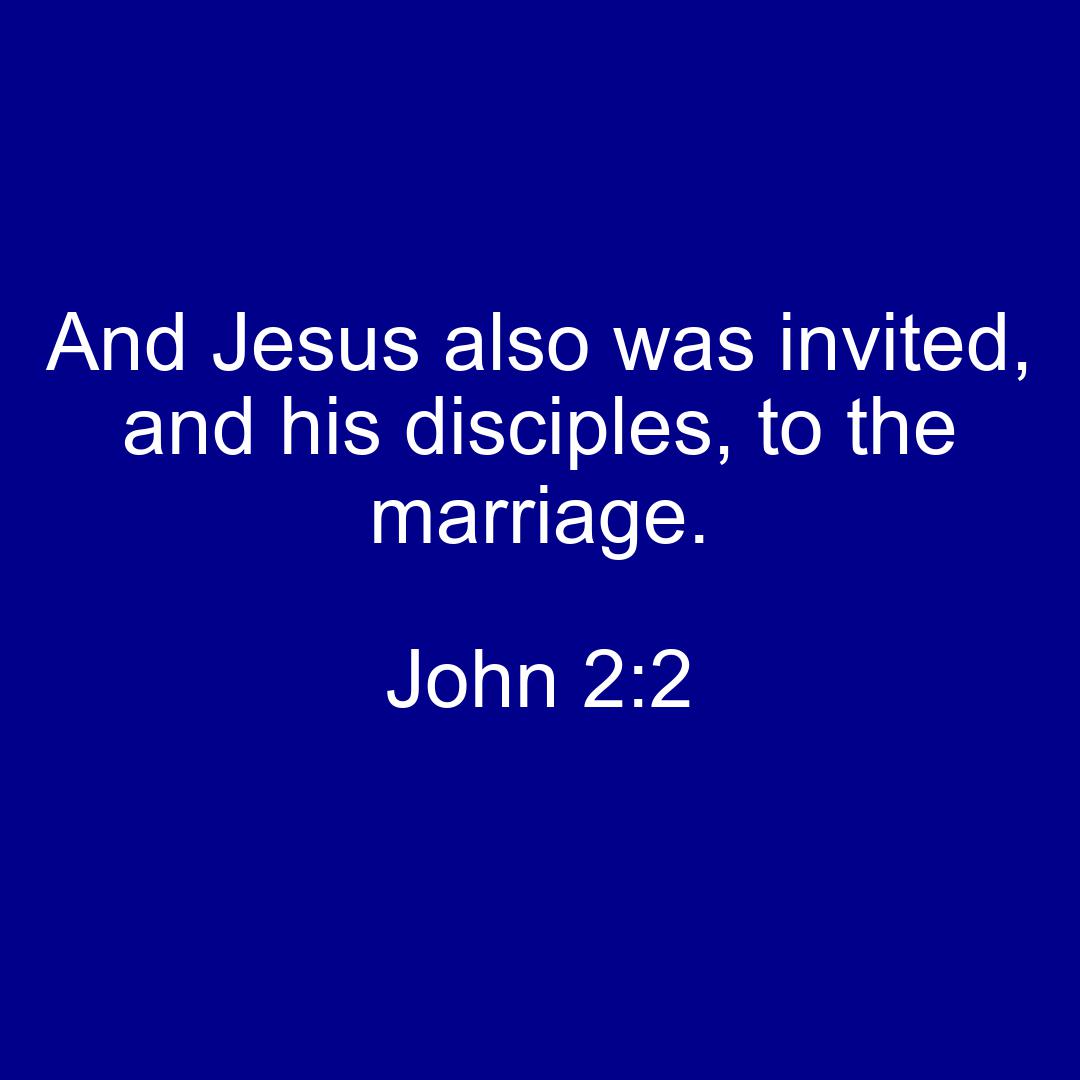 And Jesus also was invited,
and his disciples, to the
marriage.
John 2:2